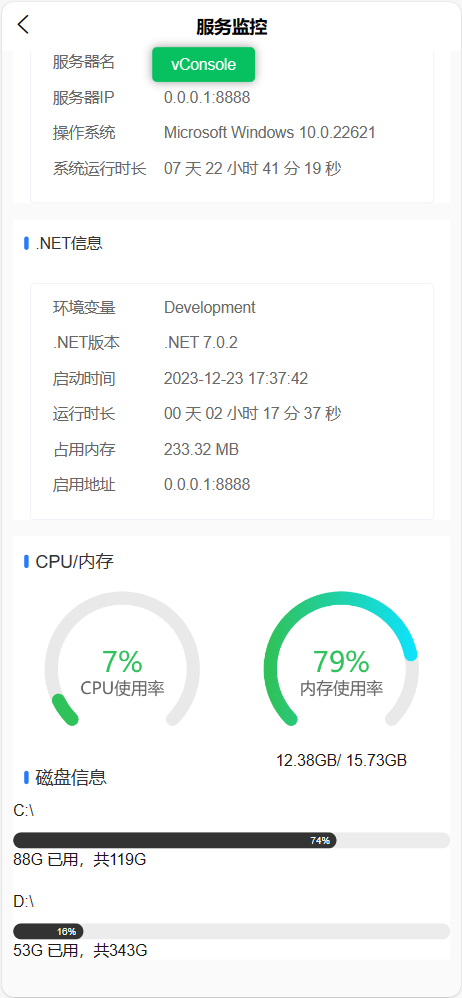 服务监控
服务器名
vConsole
服务器IP 0.0.0.1:8888
操作系统 Microsoft Windows 10.0.22621
系统运行时长 07 天 22 小时 41 分 19 秒
.NET信息
环境变量 Development
.NET版本 .NET 7.0.2
启动时间 2023-12-23 17:37:42
运行时长 00 天 02 小时 17 分 37 秒
占用内存 233.32 MB
启用地址 0.0.0.1:8888
CPU/内存
7% 79%
CPU使用率 内存使用率
12.38GB/ 15.73GB
磁盘信息
C:\
74%
88G 已用，共119G
D:\
16%
53G 已用，共343G